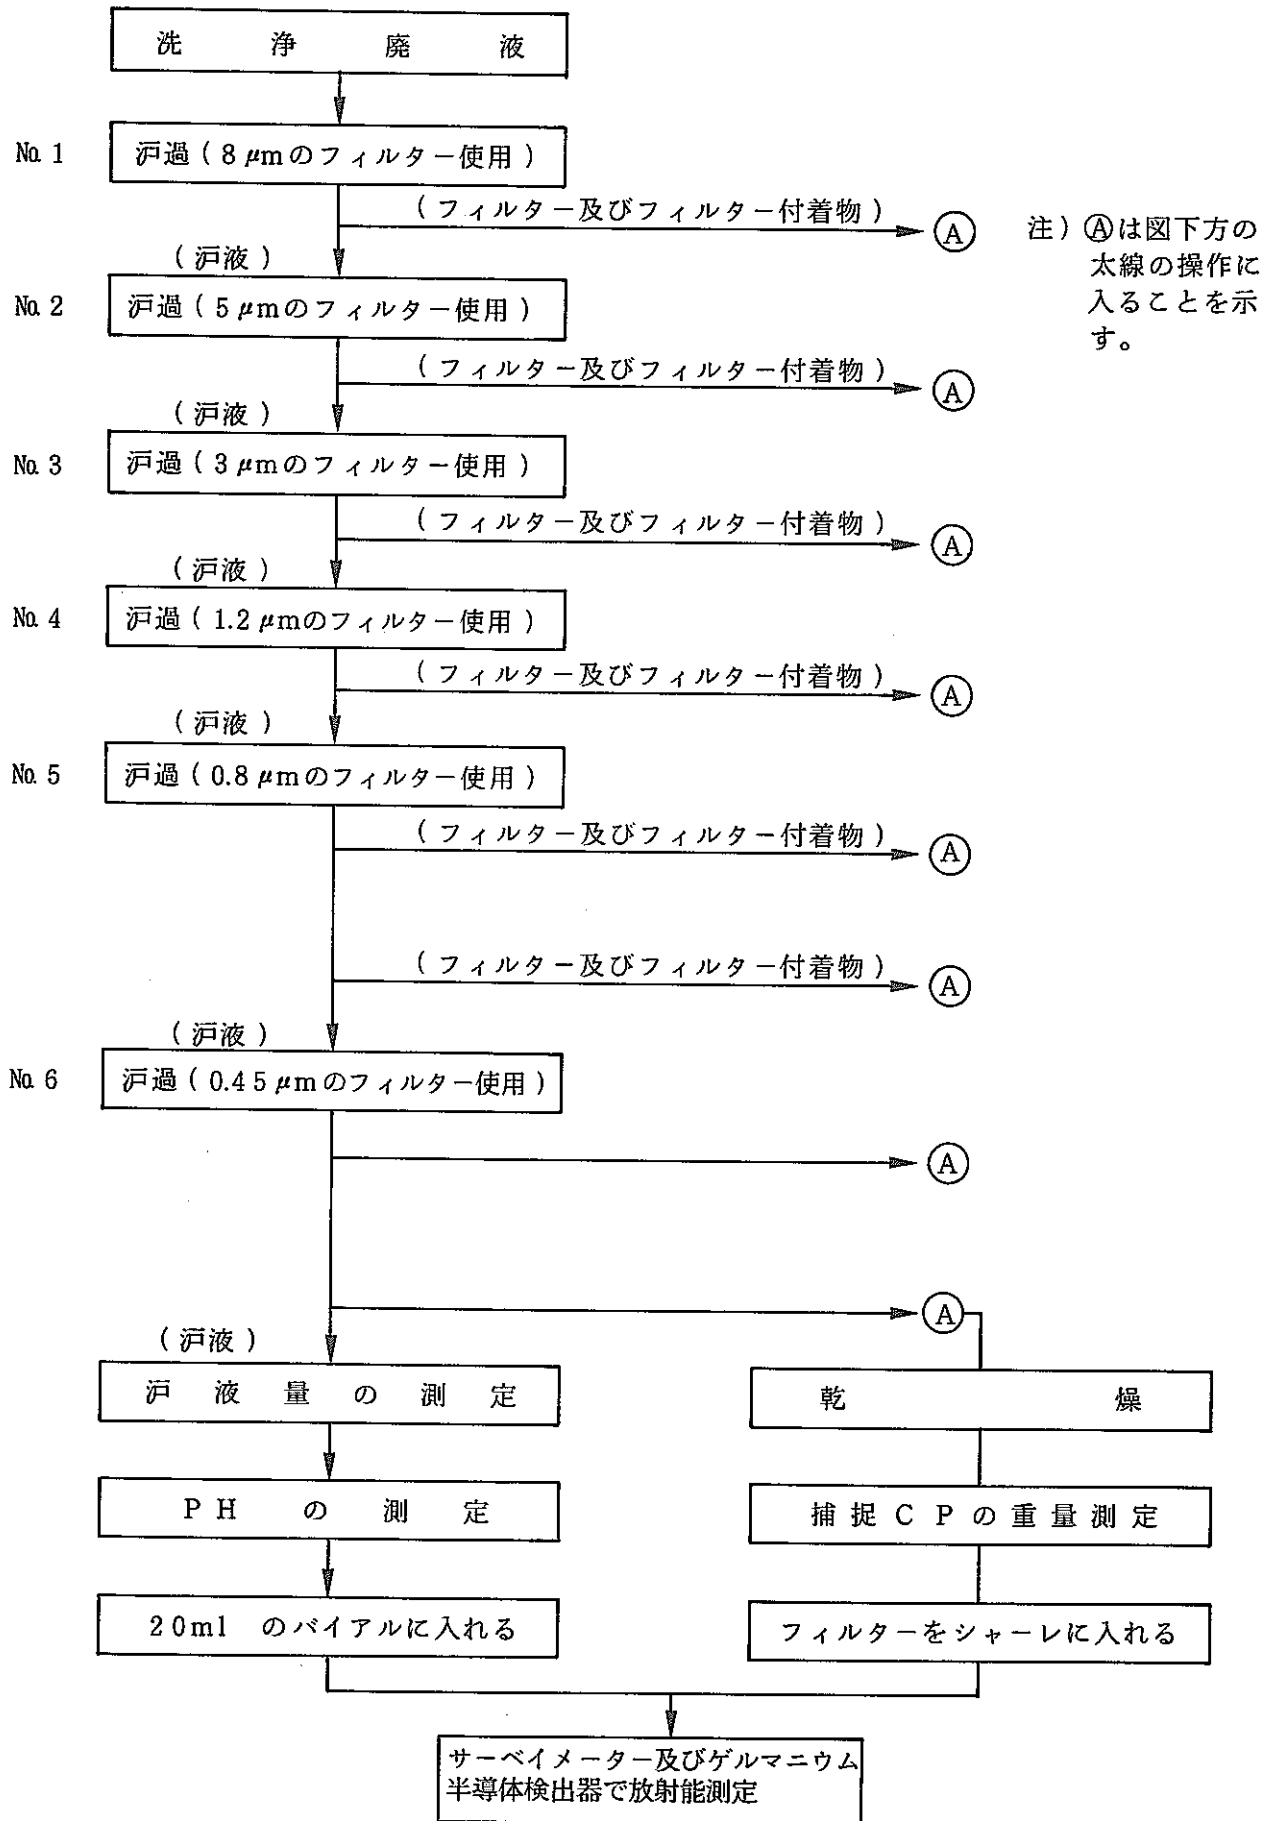 洗浄廃液
№1 沪過(8μmのフィルター使用)
(フィルター及びフィルター付着物) Ⓐ
注)Ⓐは図下方の
太線の操作に
入ることを示
す。
(沪液)
№2 沪過(5μmのフィルター使用)
(フィルター及びフィルター付着物) Ⓐ
(沪液)
№3 沪過(3μmのフィルター使用)
(フィルター及びフィルター付着物) Ⓐ
(沪液)
№4 沪過(1.2μmのフィルター使用)
(フィルター及びフィルター付着物) Ⓐ
(沪液)
№5 沪過(0.8μmのフィルター使用)
(フィルター及びフィルター付着物) Ⓐ
(フィルター及びフィルター付着物) Ⓐ
(沪液)
№6 沪過(0.45μmのフィルター使用)
Ⓐ
Ⓐ
(沪液)
沪液量の測定
乾燥
PHの測定
捕捉CPの重量測定
20ml のバイアルに入れる
フィルターをシャーレに入れる
サーベイメーター及びゲルマニウム
半導体検出器で放射能測定